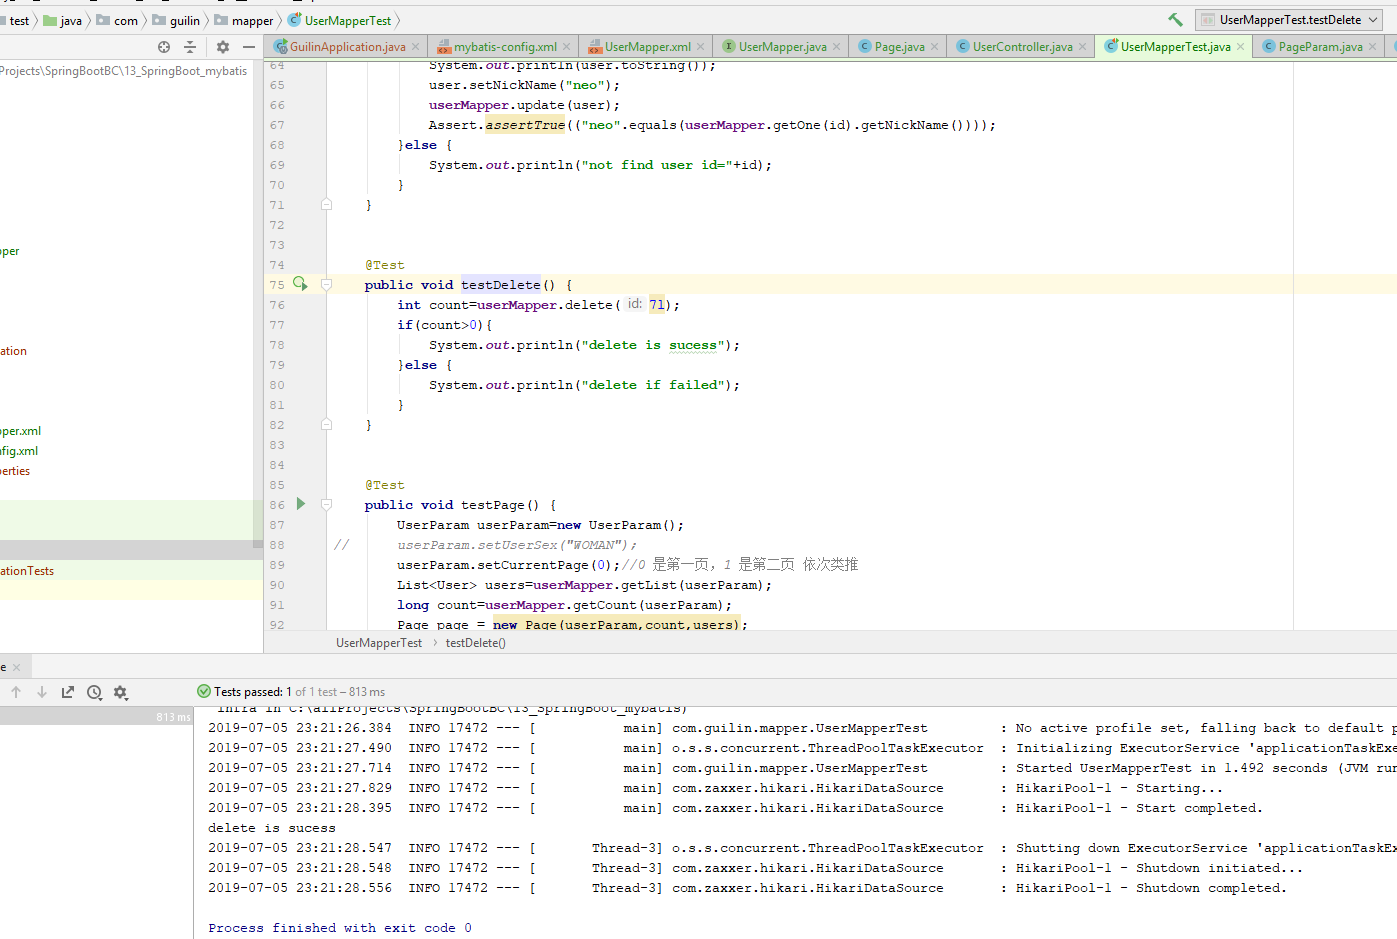 test java com guilin mapper UserMapperTest UserMapperTest.testDelete
GuilinApplication.java mybatis-config.xml UserMapper.xml UserMapper.java Page.java UserController.java UserMapperTest.java PageParam.java
Projects\SpringBootBC\13_SpringBoot_mybatis
pper
ation
pper.xml
nfig.xml
perties
ationTests
64 System.out.println(user.toString());
65 user.setNickName("neo");
66 userMapper.update(user);
67 Assert.assertTrue(("neo".equals(userMapper.getOne(id).getNickName())));
68 }else {
69 System.out.println("not find user id="+id);
70 }
71 }
72
73
74 @Test
75 public void testDelete() {
76 int count=userMapper.delete( id: 71);
77 if(count>0){
78 System.out.println("delete is sucess");
79 }else {
80 System.out.println("delete if failed");
81 }
82 }
83
84
85 @Test
86 public void testPage() {
87 UserParam userParam=new UserParam();
88 // userParam.setUserSex("WOMAN");
89 userParam.setCurrentPage(0);//0 是第一页，1 是第二页 依次类推
90 List<User> users=userMapper.getList(userParam);
91 long count=userMapper.getCount(userParam);
92 Page page = new Page(userParam,count,users);
UserMapperTest testDelete()
e
Tests passed: 1 of 1 test – 813 ms
813 ms
infra in C:\allProjects\SpringBootBC\13_SpringBoot_mybatis)
2019-07-05 23:21:26.384 INFO 17472 --- [ main] com.guilin.mapper.UserMapperTest : No active profile set, falling back to default p
2019-07-05 23:21:27.490 INFO 17472 --- [ main] o.s.s.concurrent.ThreadPoolTaskExecutor : Initializing ExecutorService 'applicationTaskExe
2019-07-05 23:21:27.714 INFO 17472 --- [ main] com.guilin.mapper.UserMapperTest : Started UserMapperTest in 1.492 seconds (JVM run
2019-07-05 23:21:27.829 INFO 17472 --- [ main] com.zaxxer.hikari.HikariDataSource : HikariPool-1 - Starting...
2019-07-05 23:21:28.395 INFO 17472 --- [ main] com.zaxxer.hikari.HikariDataSource : HikariPool-1 - Start completed.
delete is sucess
2019-07-05 23:21:28.547 INFO 17472 --- [ Thread-3] o.s.s.concurrent.ThreadPoolTaskExecutor : Shutting down ExecutorService 'applicationTaskEx
2019-07-05 23:21:28.548 INFO 17472 --- [ Thread-3] com.zaxxer.hikari.HikariDataSource : HikariPool-1 - Shutdown initiated...
2019-07-05 23:21:28.556 INFO 17472 --- [ Thread-3] com.zaxxer.hikari.HikariDataSource : HikariPool-1 - Shutdown completed.
Process finished with exit code 0